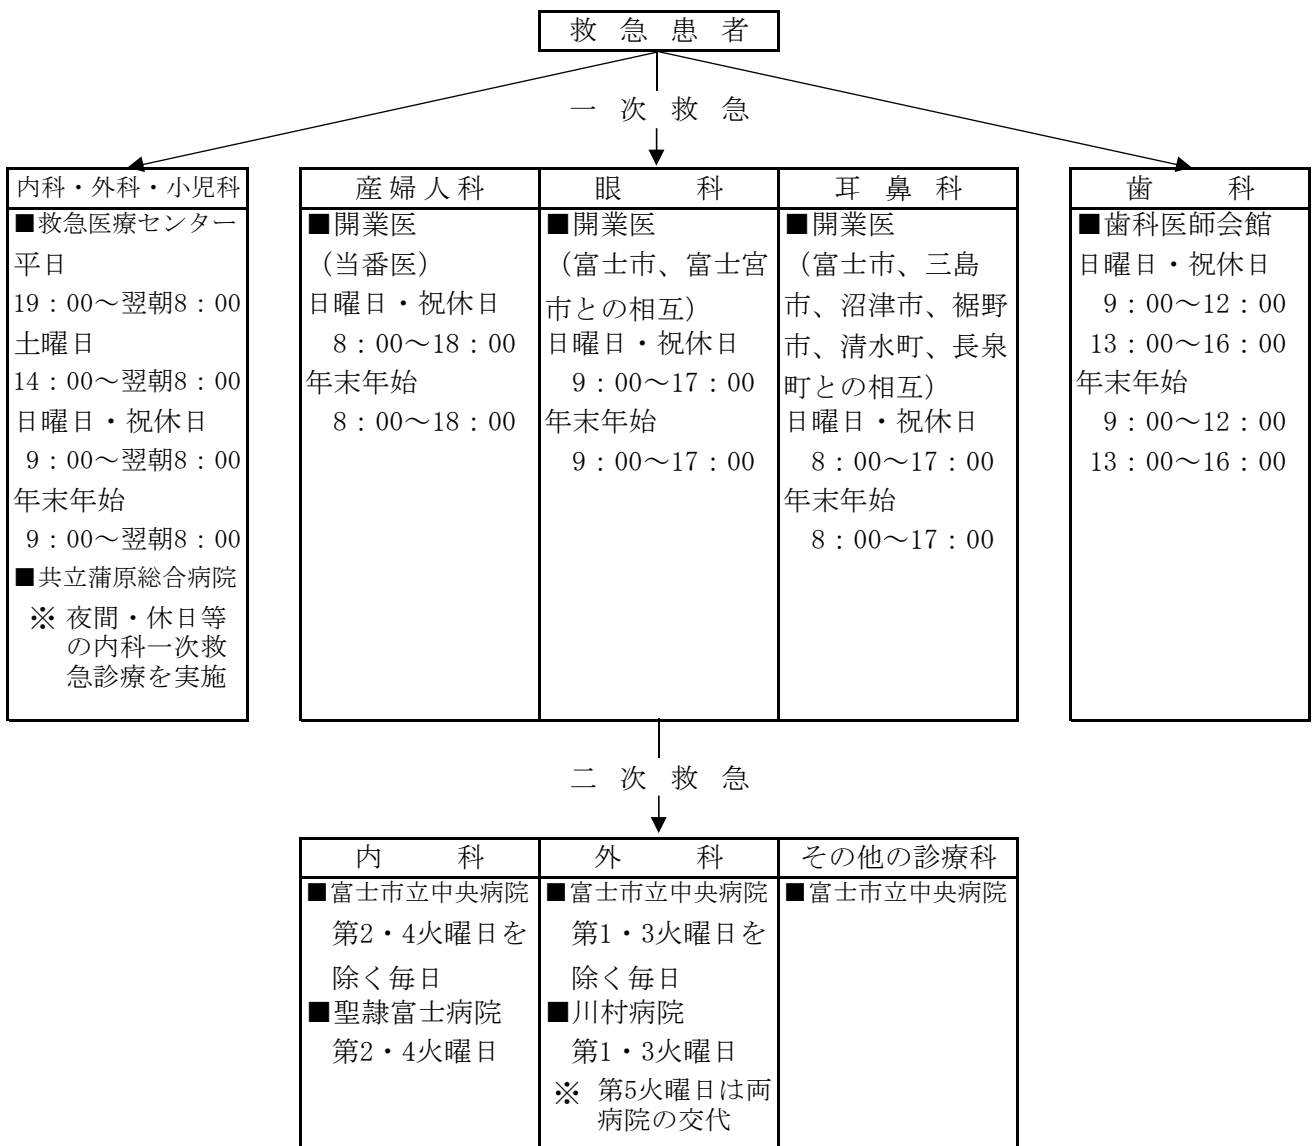 救急患者
一次救急
内科・外科・小児科
■救急医療センター
平日
19：00～翌朝8：00
土曜日
14：00～翌朝8：00
日曜日・祝休日
9：00～翌朝8：00
年末年始
9：00～翌朝8：00
■共立蒲原総合病院
※ 夜間・休日等
の内科一次救
急診療を実施
産婦人科
■開業医
（当番医）
日曜日・祝休日
8：00～18：00
年末年始
8：00～18：00
眼科
■開業医
（富士市、富士宮
市との相互）
日曜日・祝休日
9：00～17：00
年末年始
9：00～17：00
耳鼻科
■開業医
（富士市、三島
市、沼津市、裾野
市、清水町、長泉
町との相互）
日曜日・祝休日
8：00～17：00
年末年始
8：00～17：00
歯科
■歯科医師会館
日曜日・祝休日
9：00～12：00
13：00～16：00
年末年始
9：00～12：00
13：00～16：00
二次救急
内科
■富士市立中央病院
第2・4火曜日を
除く毎日
■聖隷富士病院
第2・4火曜日
外科
■富士市立中央病院
第1・3火曜日を
除く毎日
■川村病院
第1・3火曜日
※ 第5火曜日は両
病院の交代
その他の診療科
■富士市立中央病院